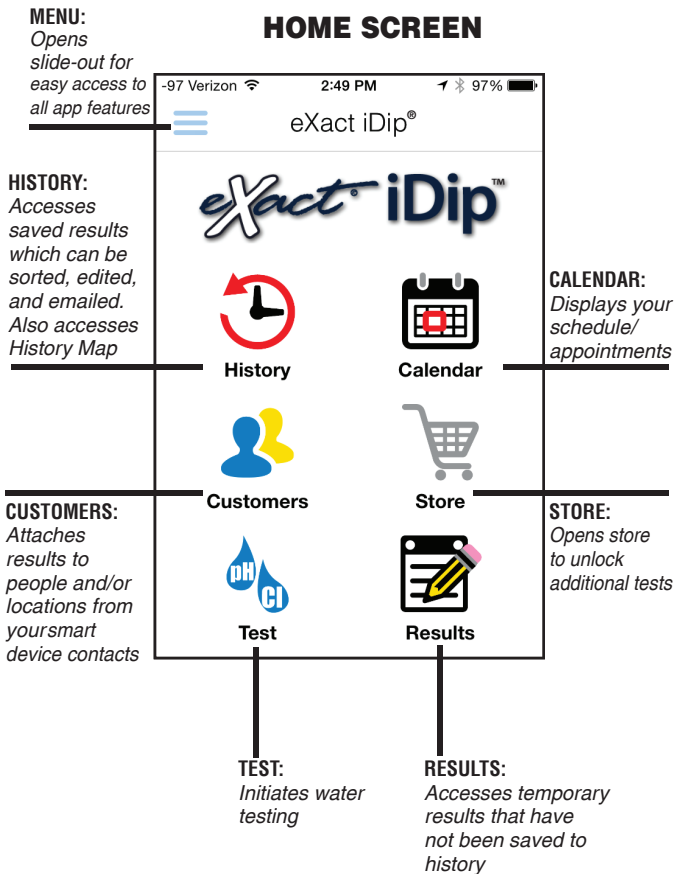 HOME SCREEN
MENU:
Opens
slide-out for
easy access to
all app features
-97 Verizon 2:49 PM 97%
eXact iDip®
eXact® iDip™
HISTORY:
Accesses
saved results
which can be
sorted, edited,
and emailed.
Also accesses
History Map
History
Calendar
CALENDAR:
Displays your
schedule/
appointments
Customers
Store
CUSTOMERS:
Attaches
results to
people and/or
locations from
yoursmart
device contacts
STORE:
Opens store
to unlock
additional tests
pH
Cl
Test
Results
TEST:
Initiates water
testing
RESULTS:
Accesses temporary
results that have
not been saved to
history